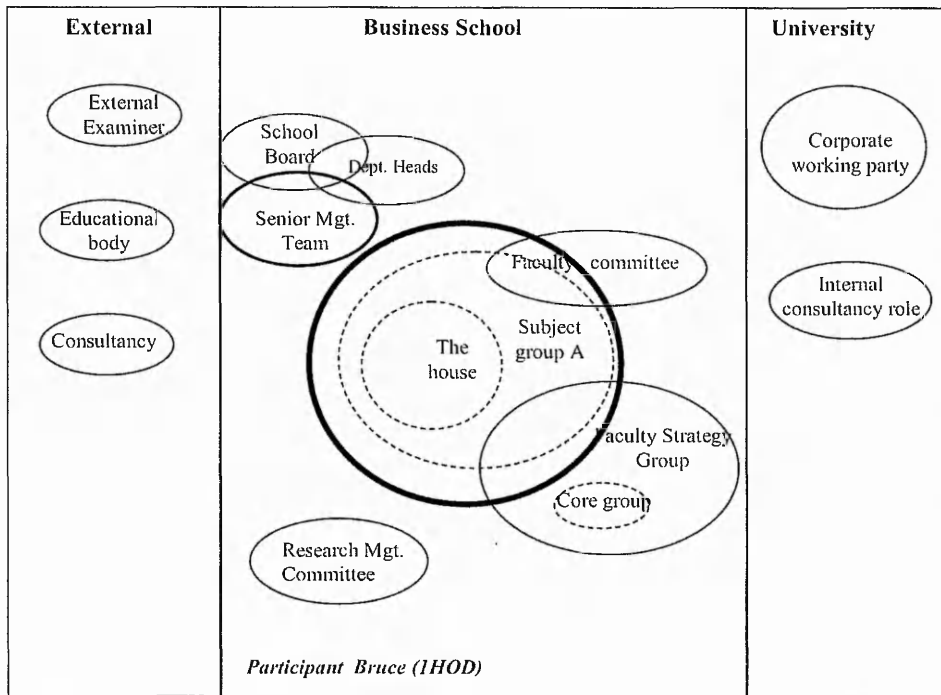 External
Business School
University
External
Examiner
Educational
body
Consultancy
School
Board
Dept. Heads
Senior Mgt.
Team
Faculty committee
Subject
group A
The
house
Faculty Strategy
Group
Core group
Research Mgt.
Committee
Participant Bruce (1HOD)
Corporate
working party
Internal
consultancy role